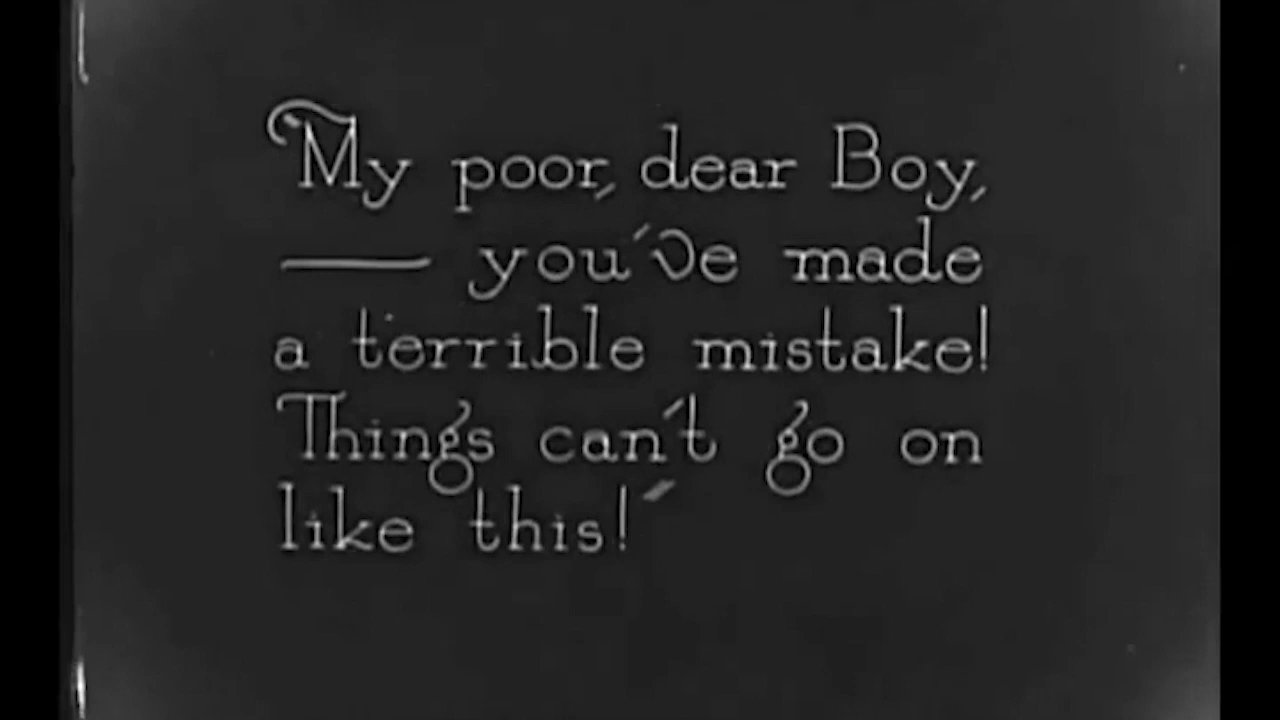 "My poor, dear Boy,
— you've made
a terrible mistake!
Things can't go on
like this!"